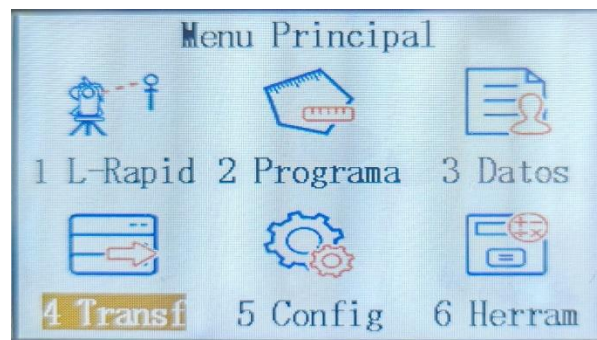 Menu Principal
1 L-Rapid 2 Programa 3 Datos
4 Transf 5 Config 6 Herram